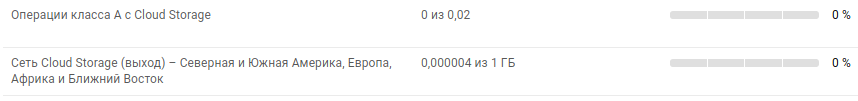 Операции класса A с Cloud Storage 0 из 0,02 0 %
Сеть Cloud Storage (выход) – Северная и Южная Америка, Европа, 0,000004 из 1 ГБ 0 %
Африка и Ближний Восток